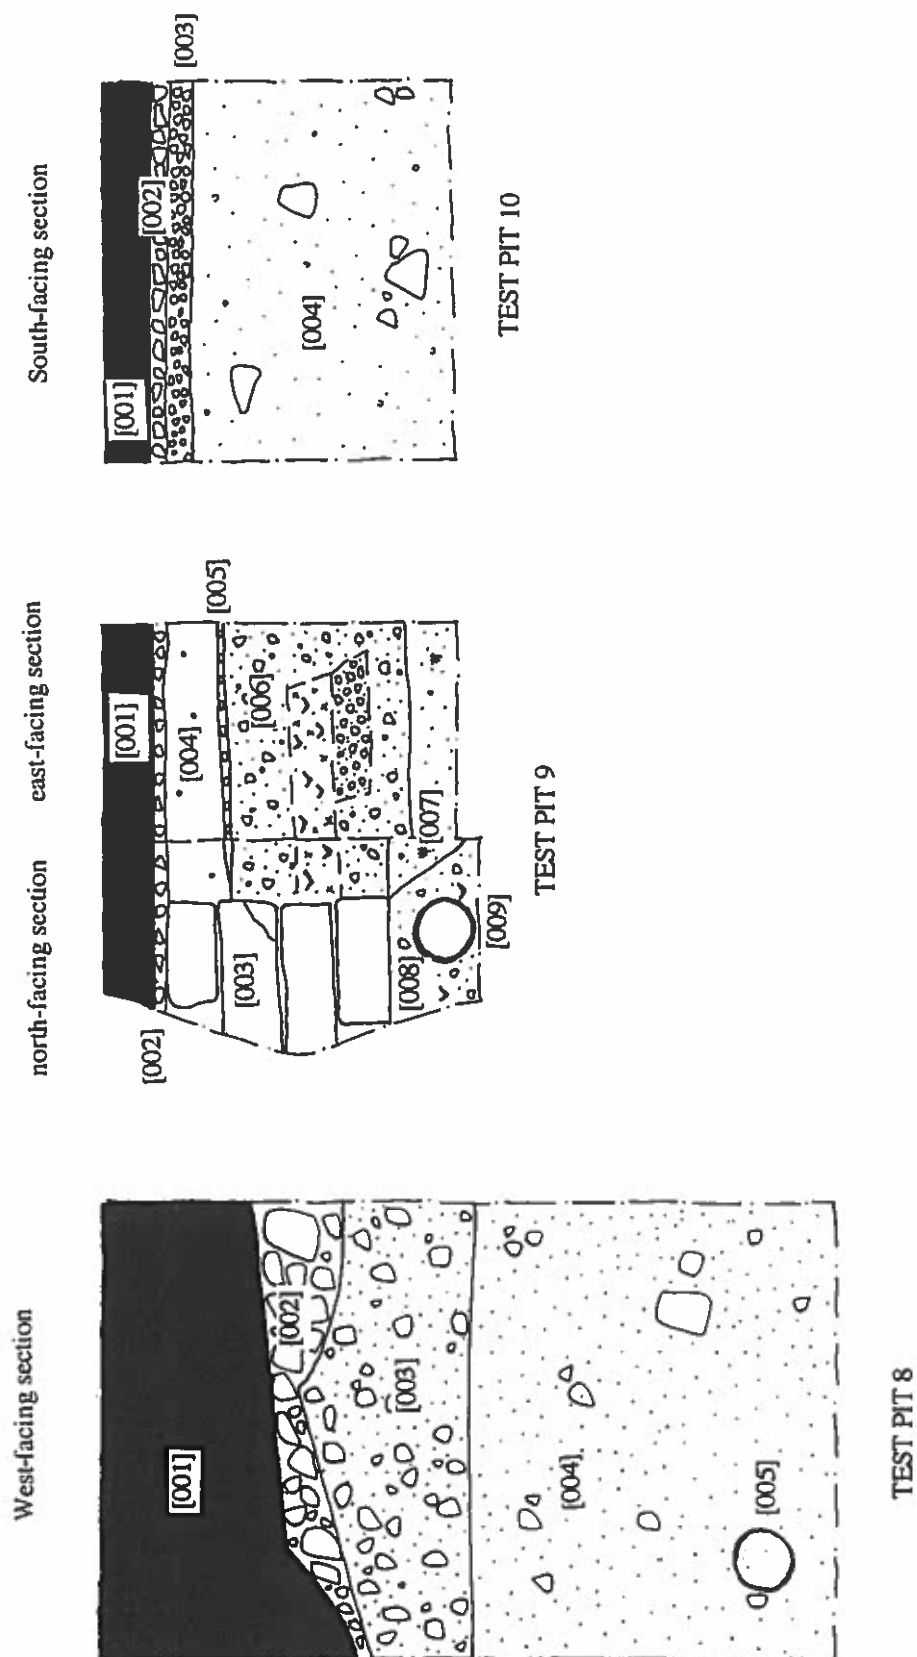 West-facing section
[001]
[002]
[003]
[004]
[005]
TEST PIT 8
north-facing section
east-facing section
[001]
[002]
[003]
[004]
[005]
[006]
[007]
[008]
[009]
TEST PIT 9
South-facing section
[001]
[002]
[003]
[004]
TEST PIT 10